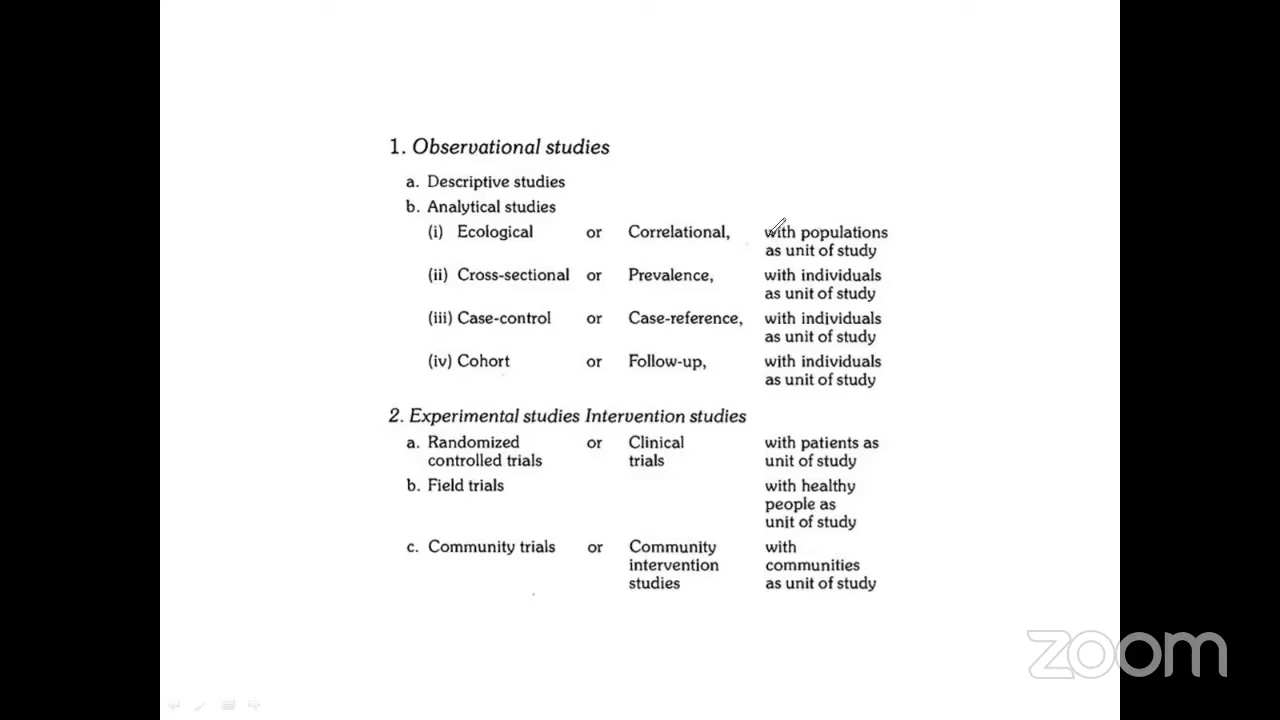 1. Observational studies
a. Descriptive studies
b. Analytical studies
(i) Ecological or Correlational, with populations
as unit of study
(ii) Cross-sectional or Prevalence, with individuals
as unit of study
(iii) Case-control or Case-reference, with individuals
as unit of study
(iv) Cohort or Follow-up, with individuals
as unit of study
2. Experimental studies Intervention studies
a. Randomized or Clinical with patients as
controlled trials trials unit of study
b. Field trials with healthy
people as
unit of study
c. Community trials or Community with
intervention communities
studies as unit of study
zoom